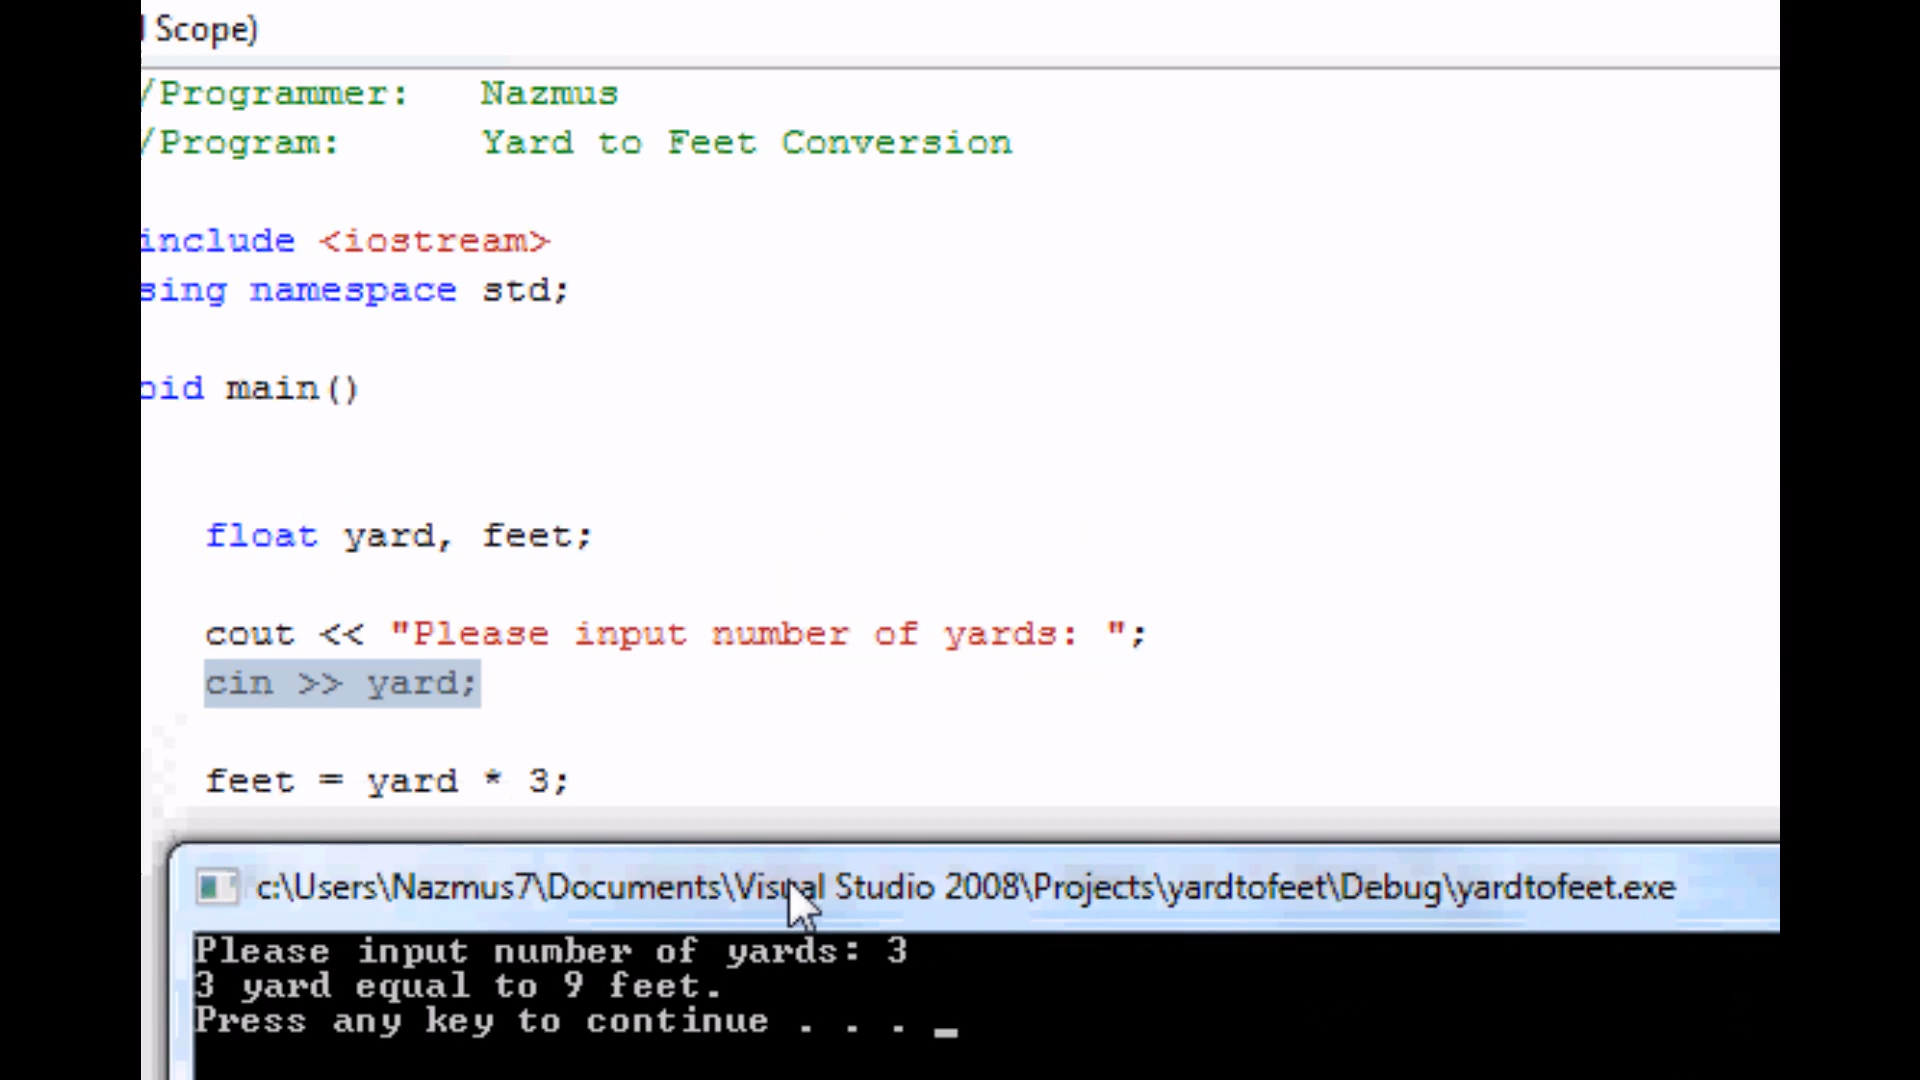 Scope)
/Programmer: Nazmus
/Program: Yard to Feet Conversion
include <iostream>
sing namespace std;
oid main()
float yard, feet;
cout << "Please input number of yards: ";
cin >> yard;
feet = yard * 3;
c:\Users\Nazmus7\Documents\Visual Studio 2008\Projects\yardtofeet\Debug\yardtofeet.exe
Please input number of yards: 3
3 yard equal to 9 feet.
Press any key to continue . . . _